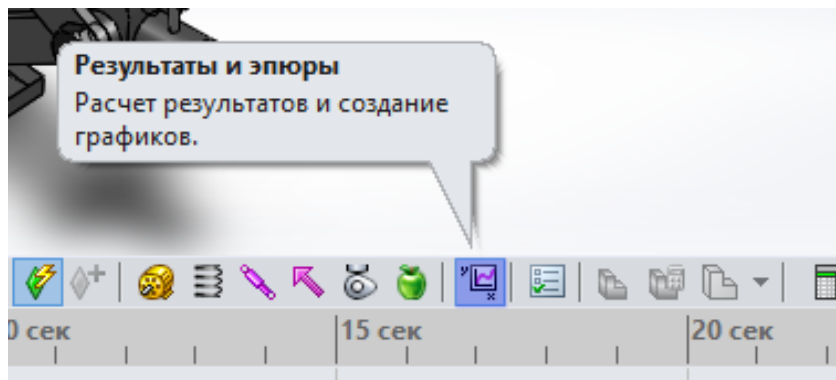 Результаты и эпюры
Расчет результатов и создание
графиков.
0 сек
15 сек
20 сек